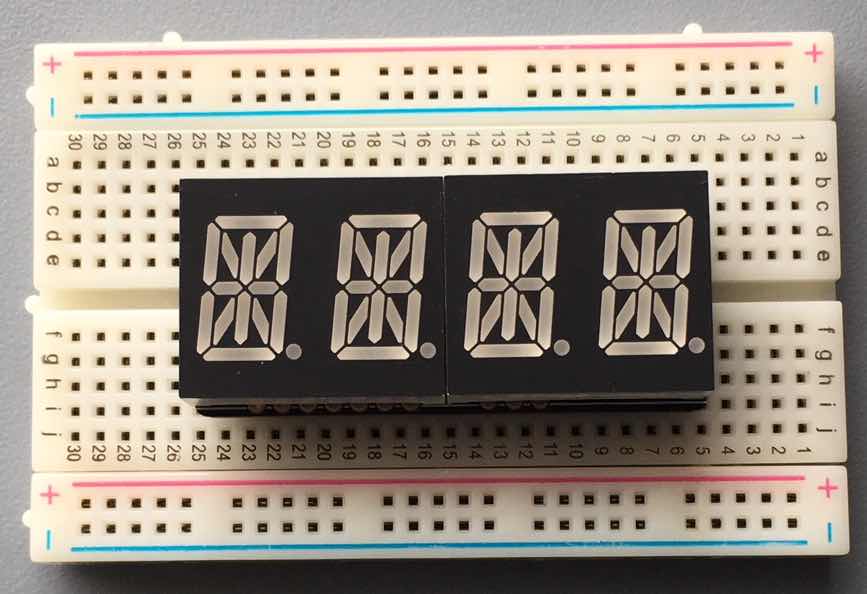 + +
- -
30 29 28 27 26 25 24 23 22 21 20 19 18 17 16 15 14 13 12 11 10 9 8 7 6 5 4 3 2 1
a a
b b
c c
d d
e e
f f
g g
h h
i i
j j
30 29 28 27 26 25 24 23 22 21 20 19 18 17 16 15 14 13 12 11 10 9 8 7 6 5 4 3 2 1
+ +
- -